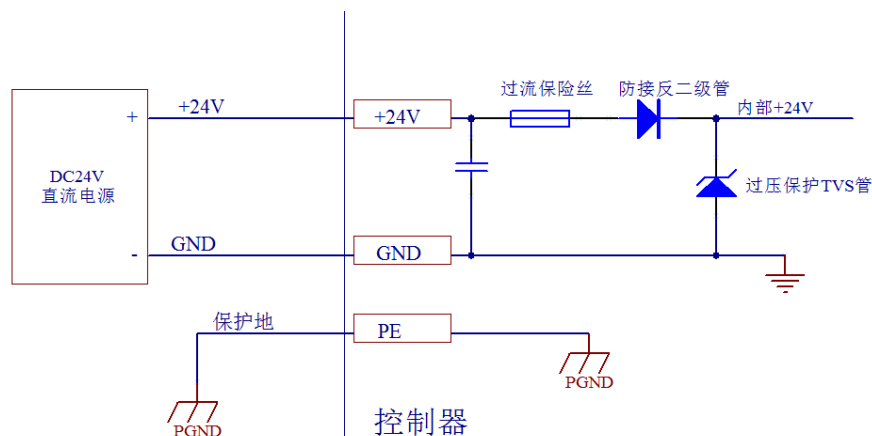 过流保险丝
防接反二级管
+24V
内部+24V
+
+24V
DC24V
直流电源
过压保护TVS管
GND
-
GND
保护地
PE
PGND
PGND
控制器